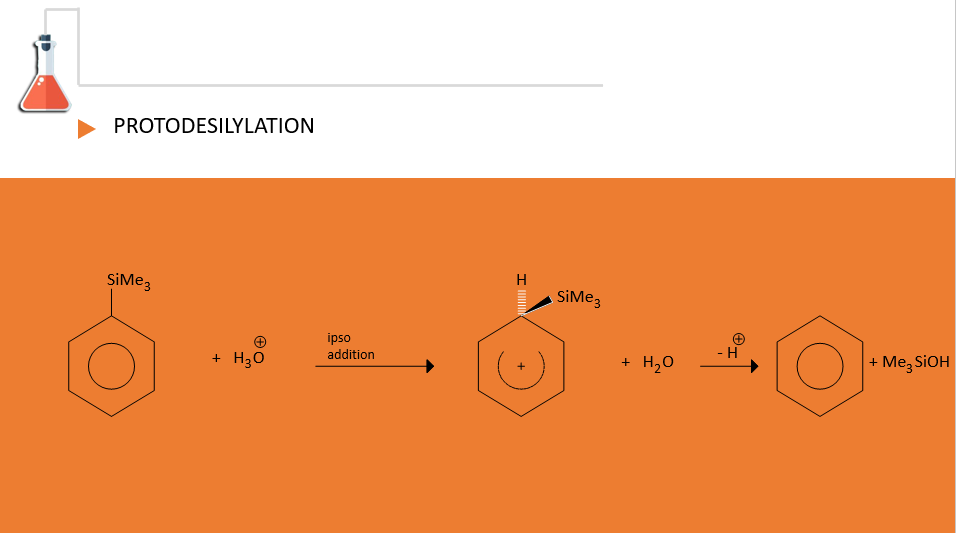 PROTODESILYLATION
SiMe3
+ H3O⊕
ipso
addition
H
SiMe3
+
+ H2O
- H⊕
+ Me3SiOH